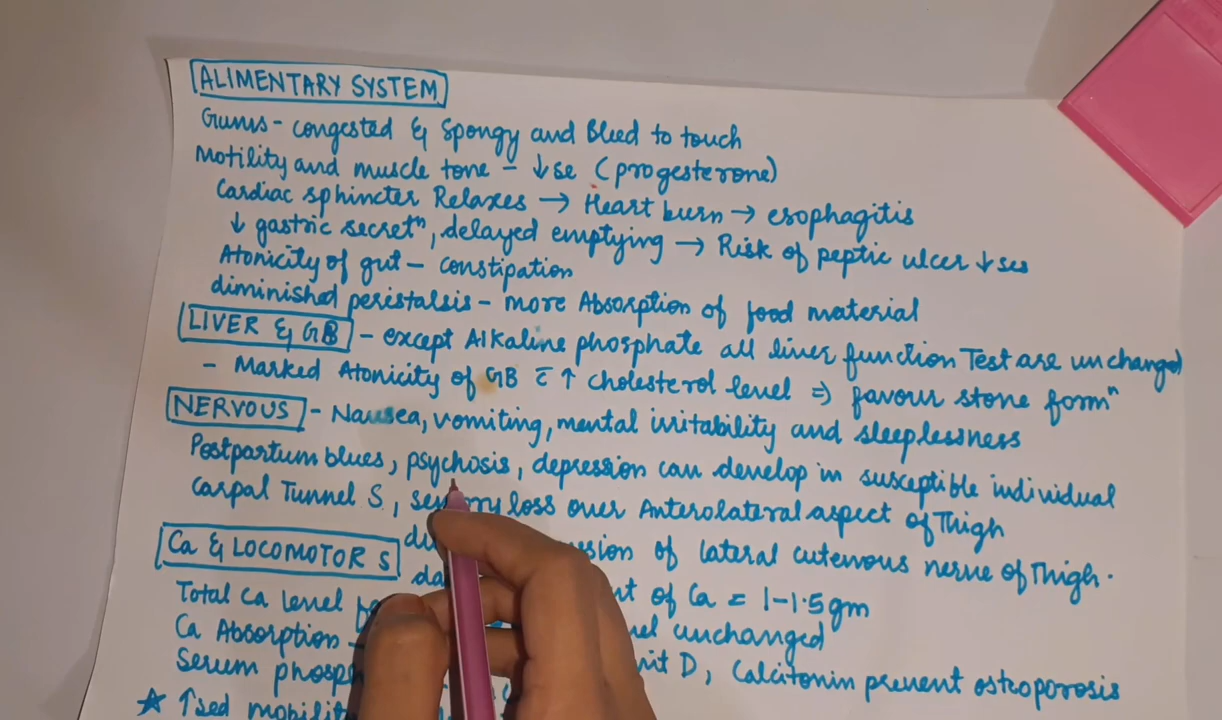 ALIMENTARY SYSTEM
Gums - congested & Spongy and Bleed to touch
Motility and muscle tone - ↓se (progesterone)
Cardiac sphincter Relaxes → Heart burn → esophagitis
↓ gastric secretⁿ, delayed emptying → Risk of peptic ulcer ↓ses
Atonicity of gut - constipation
diminished peristalsis - more Absorption of food material
LIVER & GB - except Alkaline phosphate all liver function Test are unchanged
- Marked Atonicity of GB c̄ ↑ cholesterol level ⇒ favour stone formⁿ
NERVOUS - Nausea, vomiting, mental irritability and sleeplessness
Postpartum blues, psychosis, depression can develop in susceptible individual
Carpal Tunnel S., loss over Anterolateral aspect of Thigh
of lateral cutenous nerve of Thigh.
Ca & LOCOMOTOR S
Total Ca level of Ca = 1-1.5gm
Ca Absorption - unchanged
Serum D, Calcitonin prevent ostroporosis
★ ↑sed